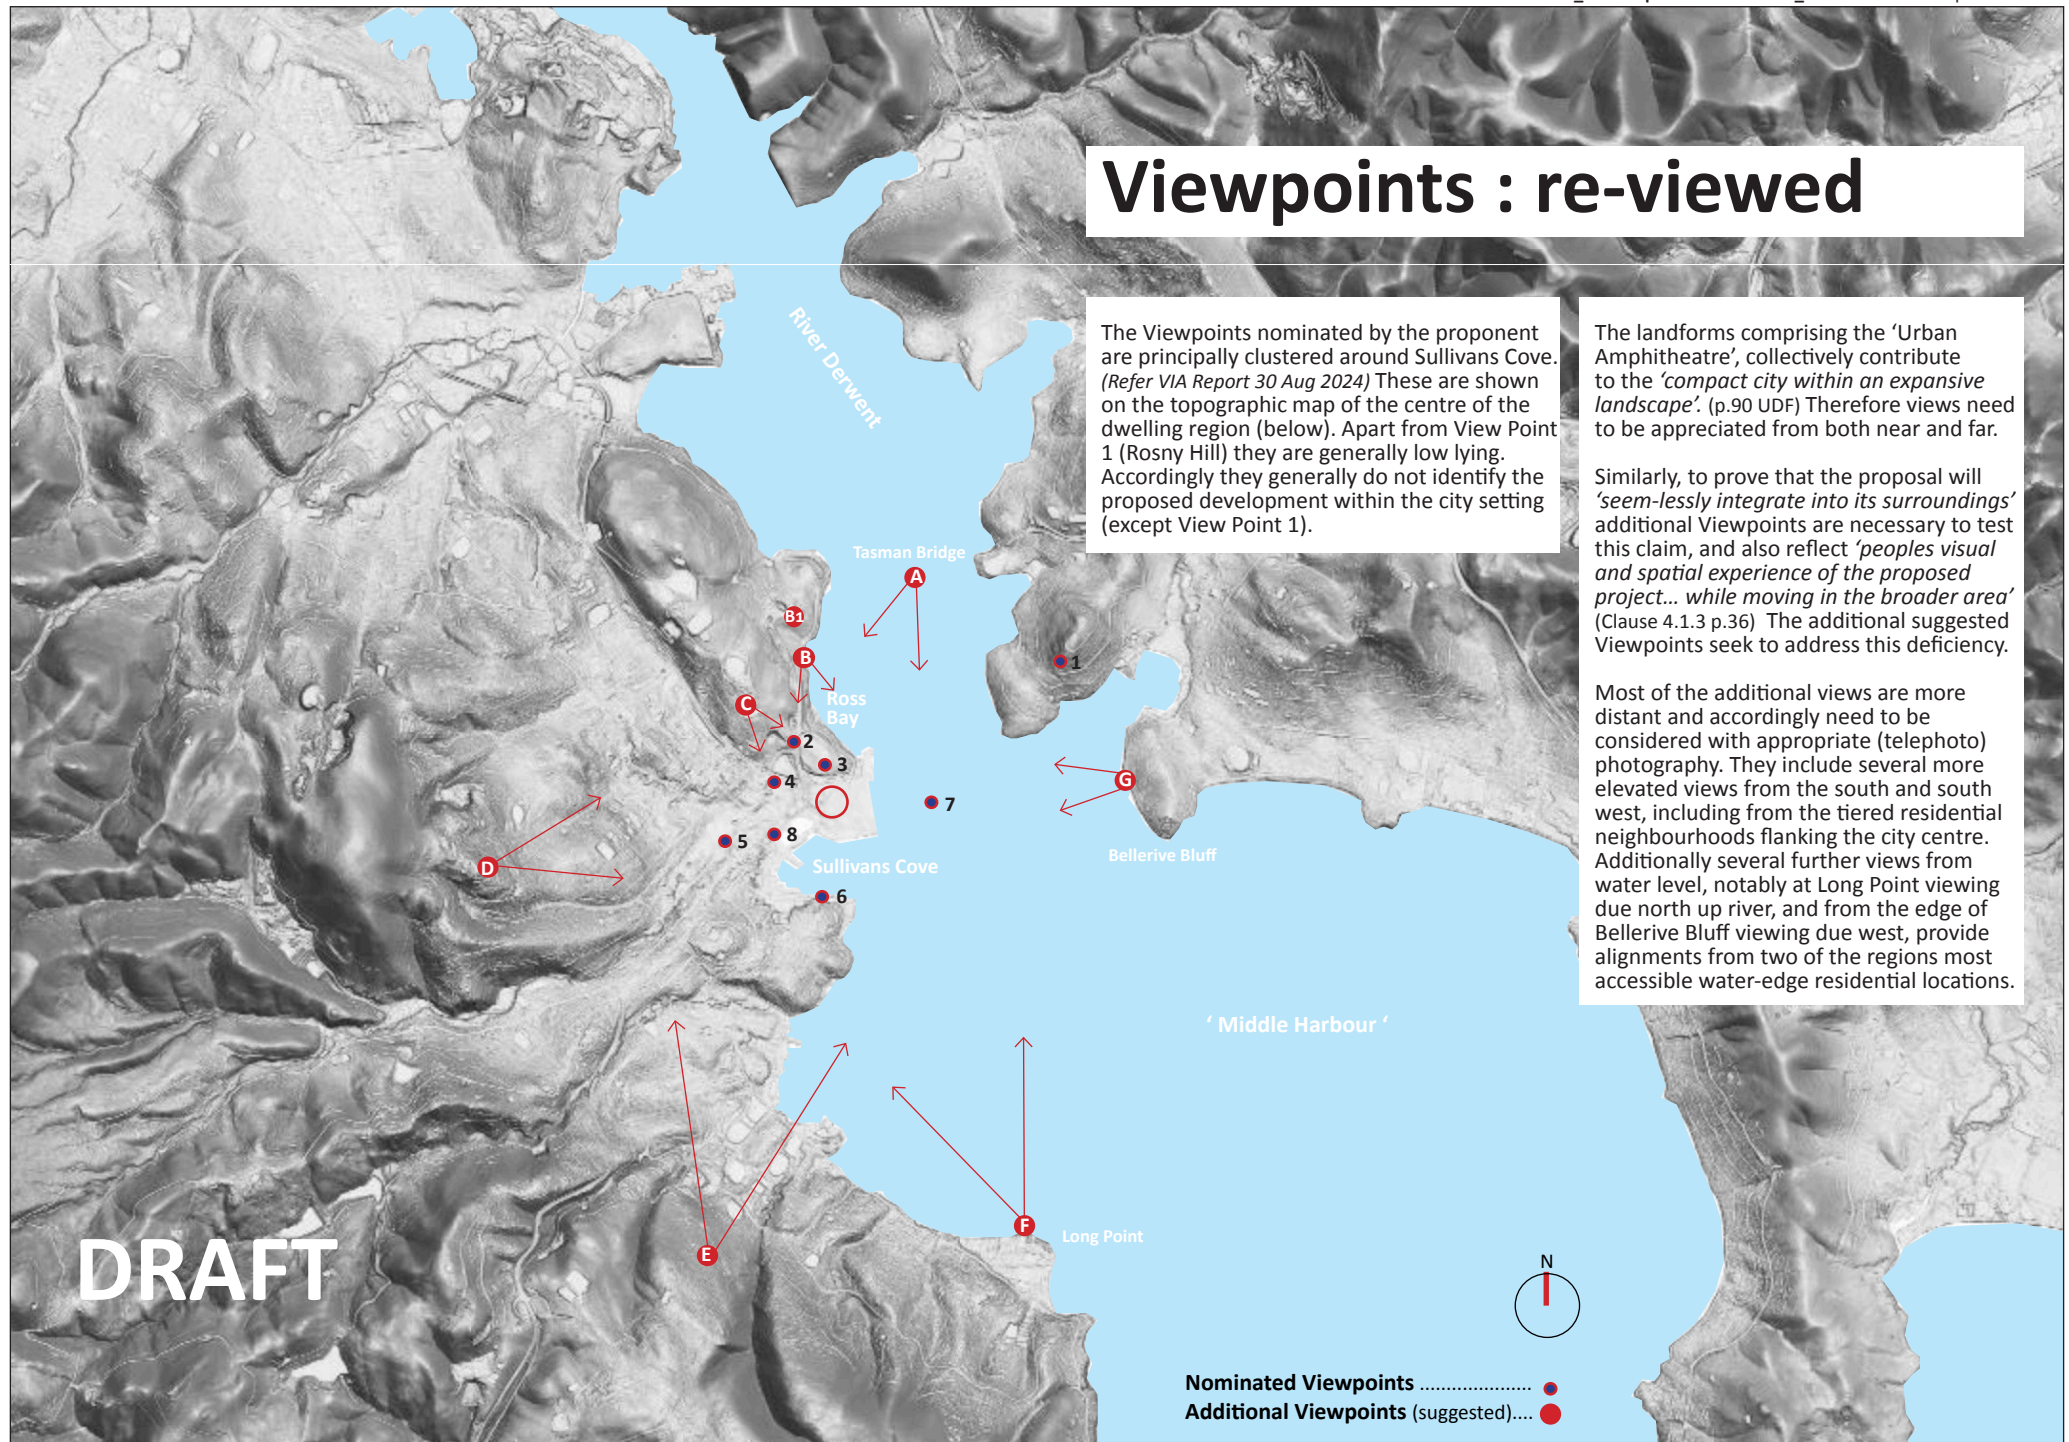 Viewpoints : re-viewed
The Viewpoints nominated by the proponent
are principally clustered around Sullivans Cove.
(Refer VIA Report 30 Aug 2024) These are shown
on the topographic map of the centre of the
dwelling region (below). Apart from View Point
1 (Rosny Hill) they are generally low lying.
Accordingly they generally do not identify the
proposed development within the city setting
(except View Point 1).
The landforms comprising the ‘Urban
Amphitheatre’, collectively contribute
to the ‘compact city within an expansive
landscape’. (p.90 UDF) Therefore views need
to be appreciated from both near and far.
Similarly, to prove that the proposal will
‘seem-lessly integrate into its surroundings’
additional Viewpoints are necessary to test
this claim, and also reflect ‘peoples visual
and spatial experience of the proposed
project... while moving in the broader area’
(Clause 4.1.3 p.36) The additional suggested
Viewpoints seek to address this deficiency.
Most of the additional views are more
distant and accordingly need to be
considered with appropriate (telephoto)
photography. They include several more
elevated views from the south and south
west, including from the tiered residential
neighbourhoods flanking the city centre.
Additionally several further views from
water level, notably at Long Point viewing
due north up river, and from the edge of
Bellerive Bluff viewing due west, provide
alignments from two of the regions most
accessible water-edge residential locations.
River Derwent
Tasman Bridge
A
B1
B
1
C
Ross
Bay
2
3
4
G
7
8
5
Bellerive Bluff
D
Sullivans Cove
6
‘ Middle Harbour ‘
F
Long Point
E
DRAFT
N
Nominated Viewpoints .....................
Additional Viewpoints (suggested)....